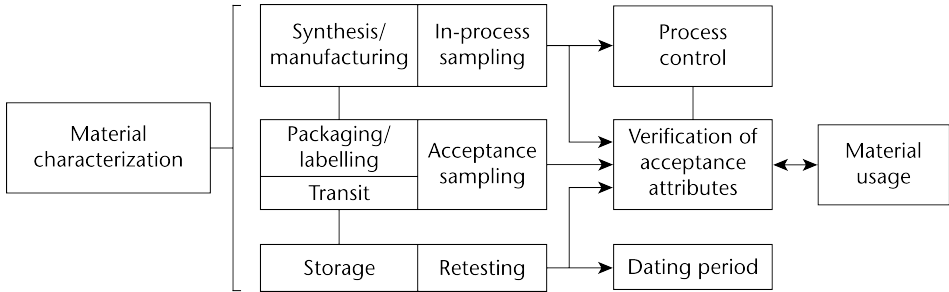 Synthesis/
manufacturing
In-process
sampling
Process
control
Material
characterization
Packaging/
labelling
Transit
Acceptance
sampling
Verification of
acceptance
attributes
Material
usage
Storage
Retesting
Dating period